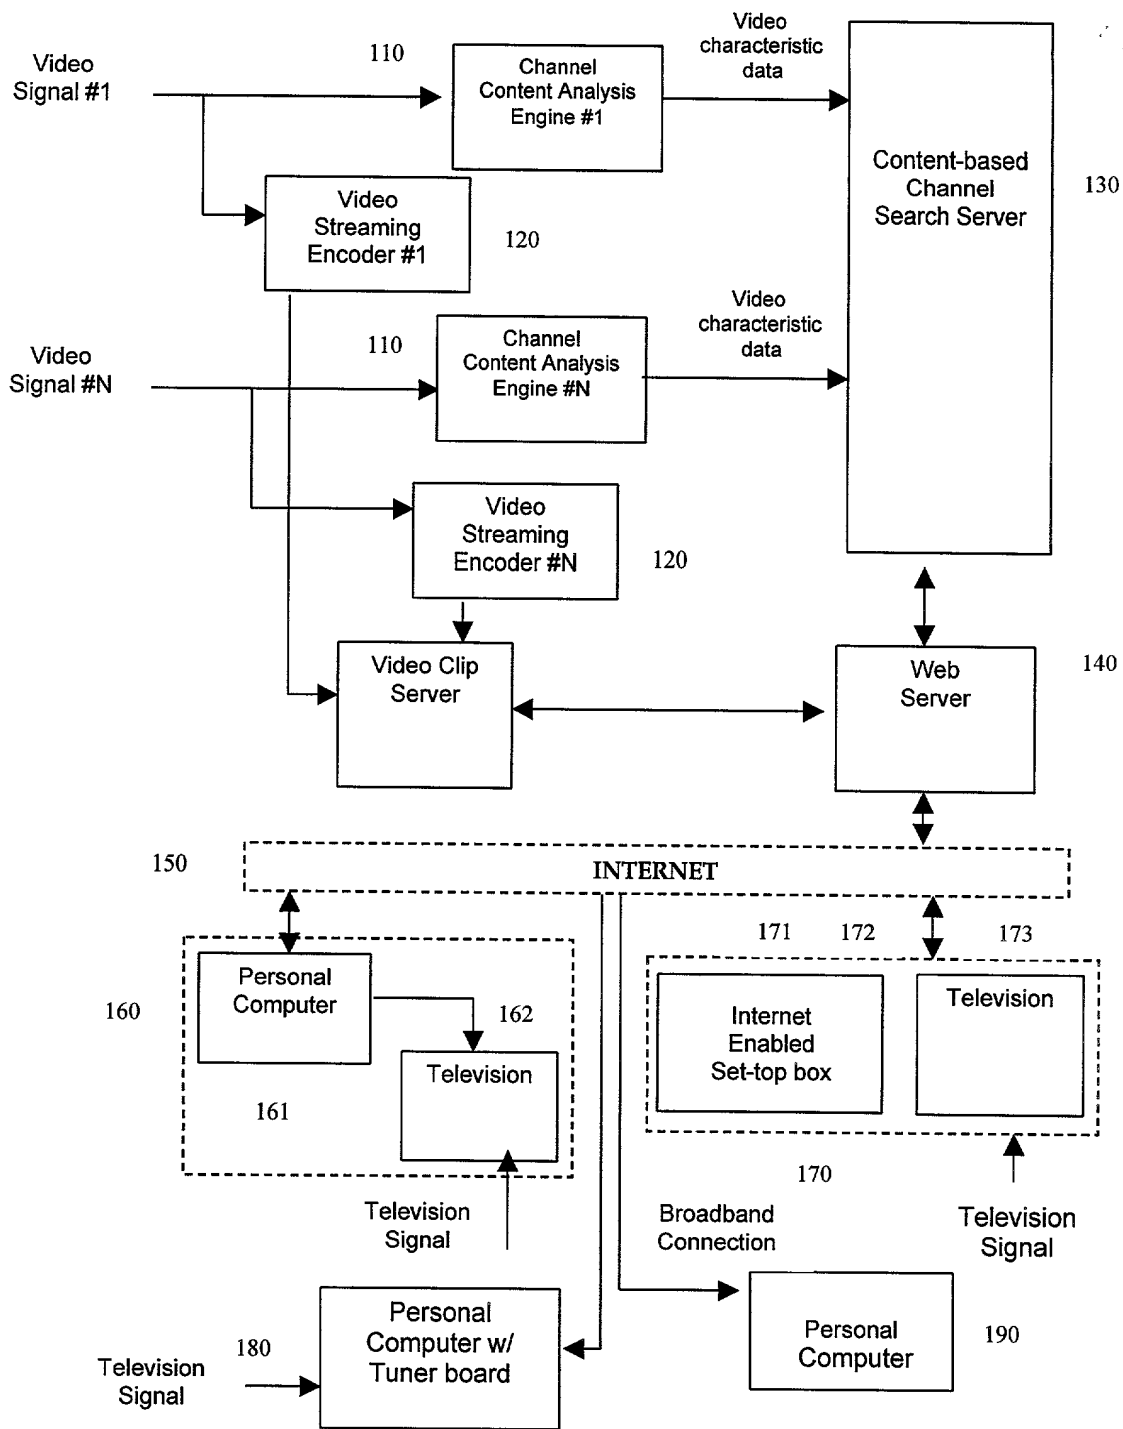 Video
Signal #1
110
Channel
Content Analysis
Engine #1
Video
characteristic
data
Content-based
Channel
Search Server
130
Video
Streaming
Encoder #1
120
Video
Signal #N
110
Channel
Content Analysis
Engine #N
Video
characteristic
data
Video
Streaming
Encoder #N
120
Video Clip
Server
Web
Server
140
150
INTERNET
160
Personal
Computer
161
162
Television
Television
Signal
171
172
173
Internet
Enabled
Set-top box
Television
170
Television
Signal
Broadband
Connection
180
Television
Signal
Personal
Computer w/
Tuner board
Personal
Computer
190